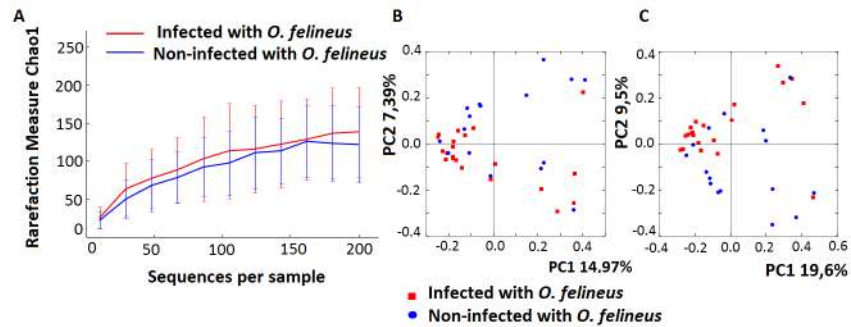 A
Infected with O. felineus
Non-infected with O. felineus
Rarefaction Measure Chao1
250
200
150
100
50
0
0
50
100
150
200
Sequences per sample
B
PC2 7,39%
0.4
0.2
0.0
-0.2
-0.4
-0.2
0.0
0.2
0.4
PC1 14.97%
C
PC2 9,5%
0.4
0.2
0.0
-0.2
-0.4
-0.4
-0.2
0.0
0.2
0.4
0.6
PC1 19,6%
Infected with O. felineus
Non-infected with O. felineus